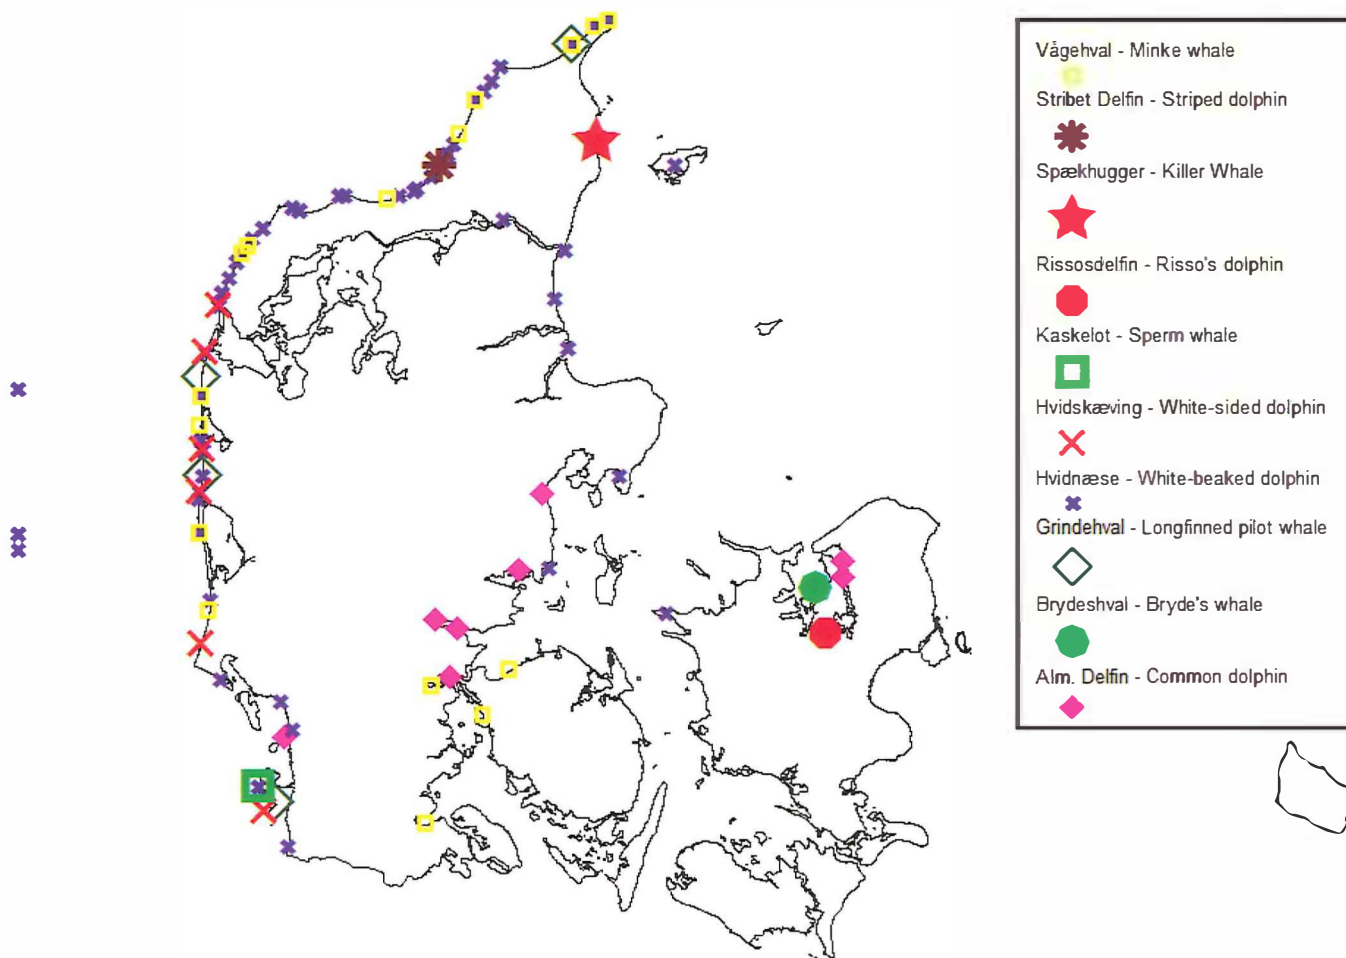 Vågehval - Minke whale
Stribet Delfin - Striped dolphin
Spækhugger - Killer Whale
Rissosdelfin - Risso's dolphin
Kaskelot - Sperm whale
Hvidskæving - White-sided dolphin
Hvidnæse - White-beaked dolphin
Grindehval - Longfinned pilot whale
Brydeshval - Bryde's whale
Alm. Delfin - Common dolphin